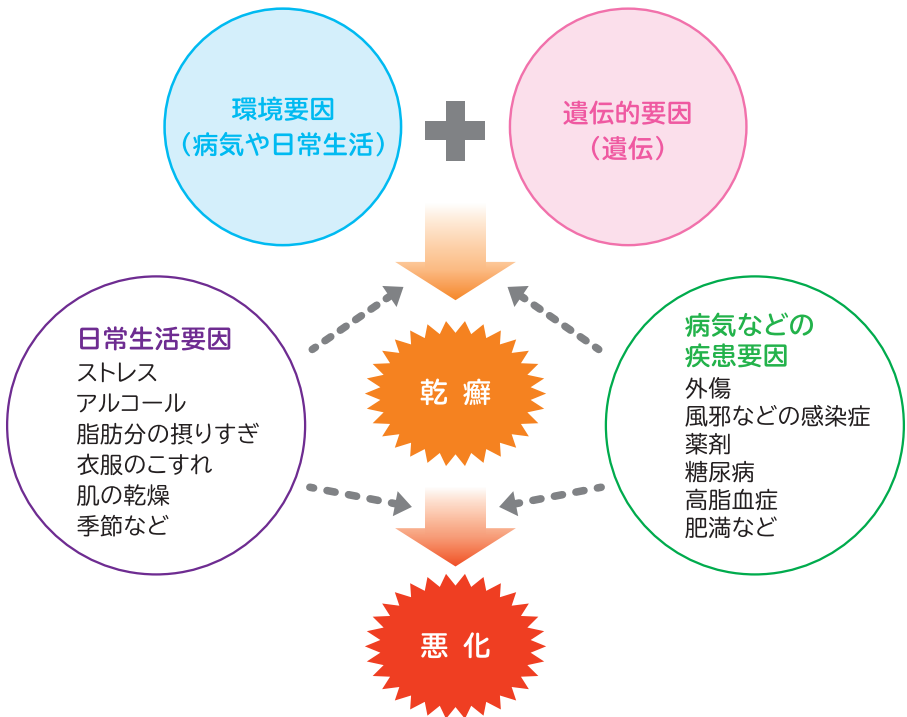 環境要因
（病気や日常生活）
遺伝的要因
（遺伝）
日常生活要因
ストレス
アルコール
脂肪分の摂りすぎ
衣服のこすれ
肌の乾燥
季節など
乾癬
病気などの
疾患要因
外傷
風邪などの感染症
薬剤
糖尿病
高脂血症
肥満など
悪化